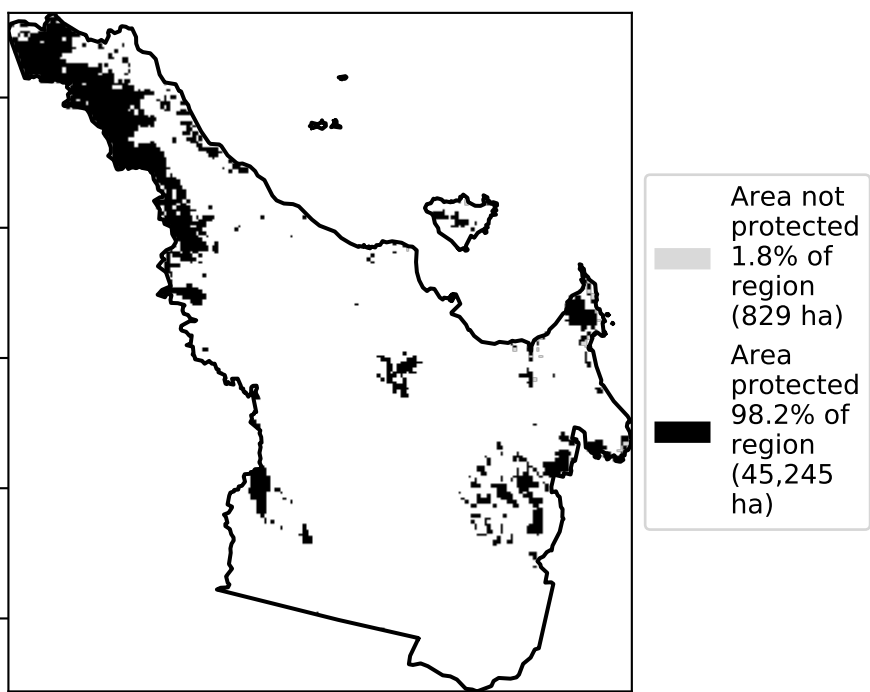 Area not
protected
1.8% of
region
(829 ha)
Area
protected
98.2% of
region
(45,245
ha)